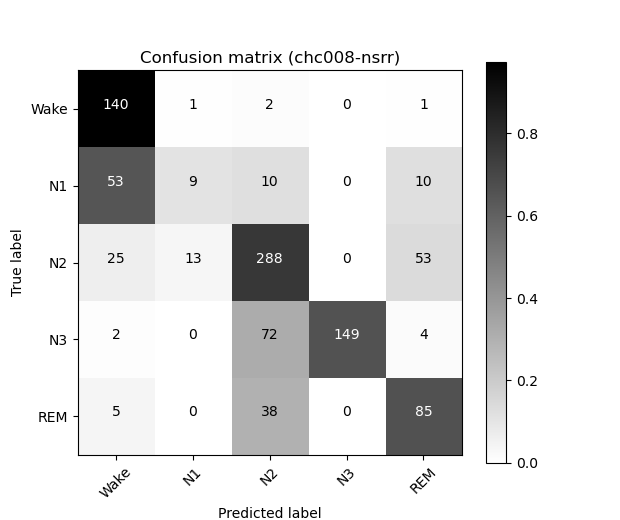 Confusion matrix (chc008-nsrr)
True label
Wake 140 1 2 0 1
N1 53 9 10 0 10
N2 25 13 288 0 53
N3 2 0 72 149 4
REM 5 0 38 0 85
Wake N1 N2 N3 REM
Predicted label
0.8
0.6
0.4
0.2
0.0